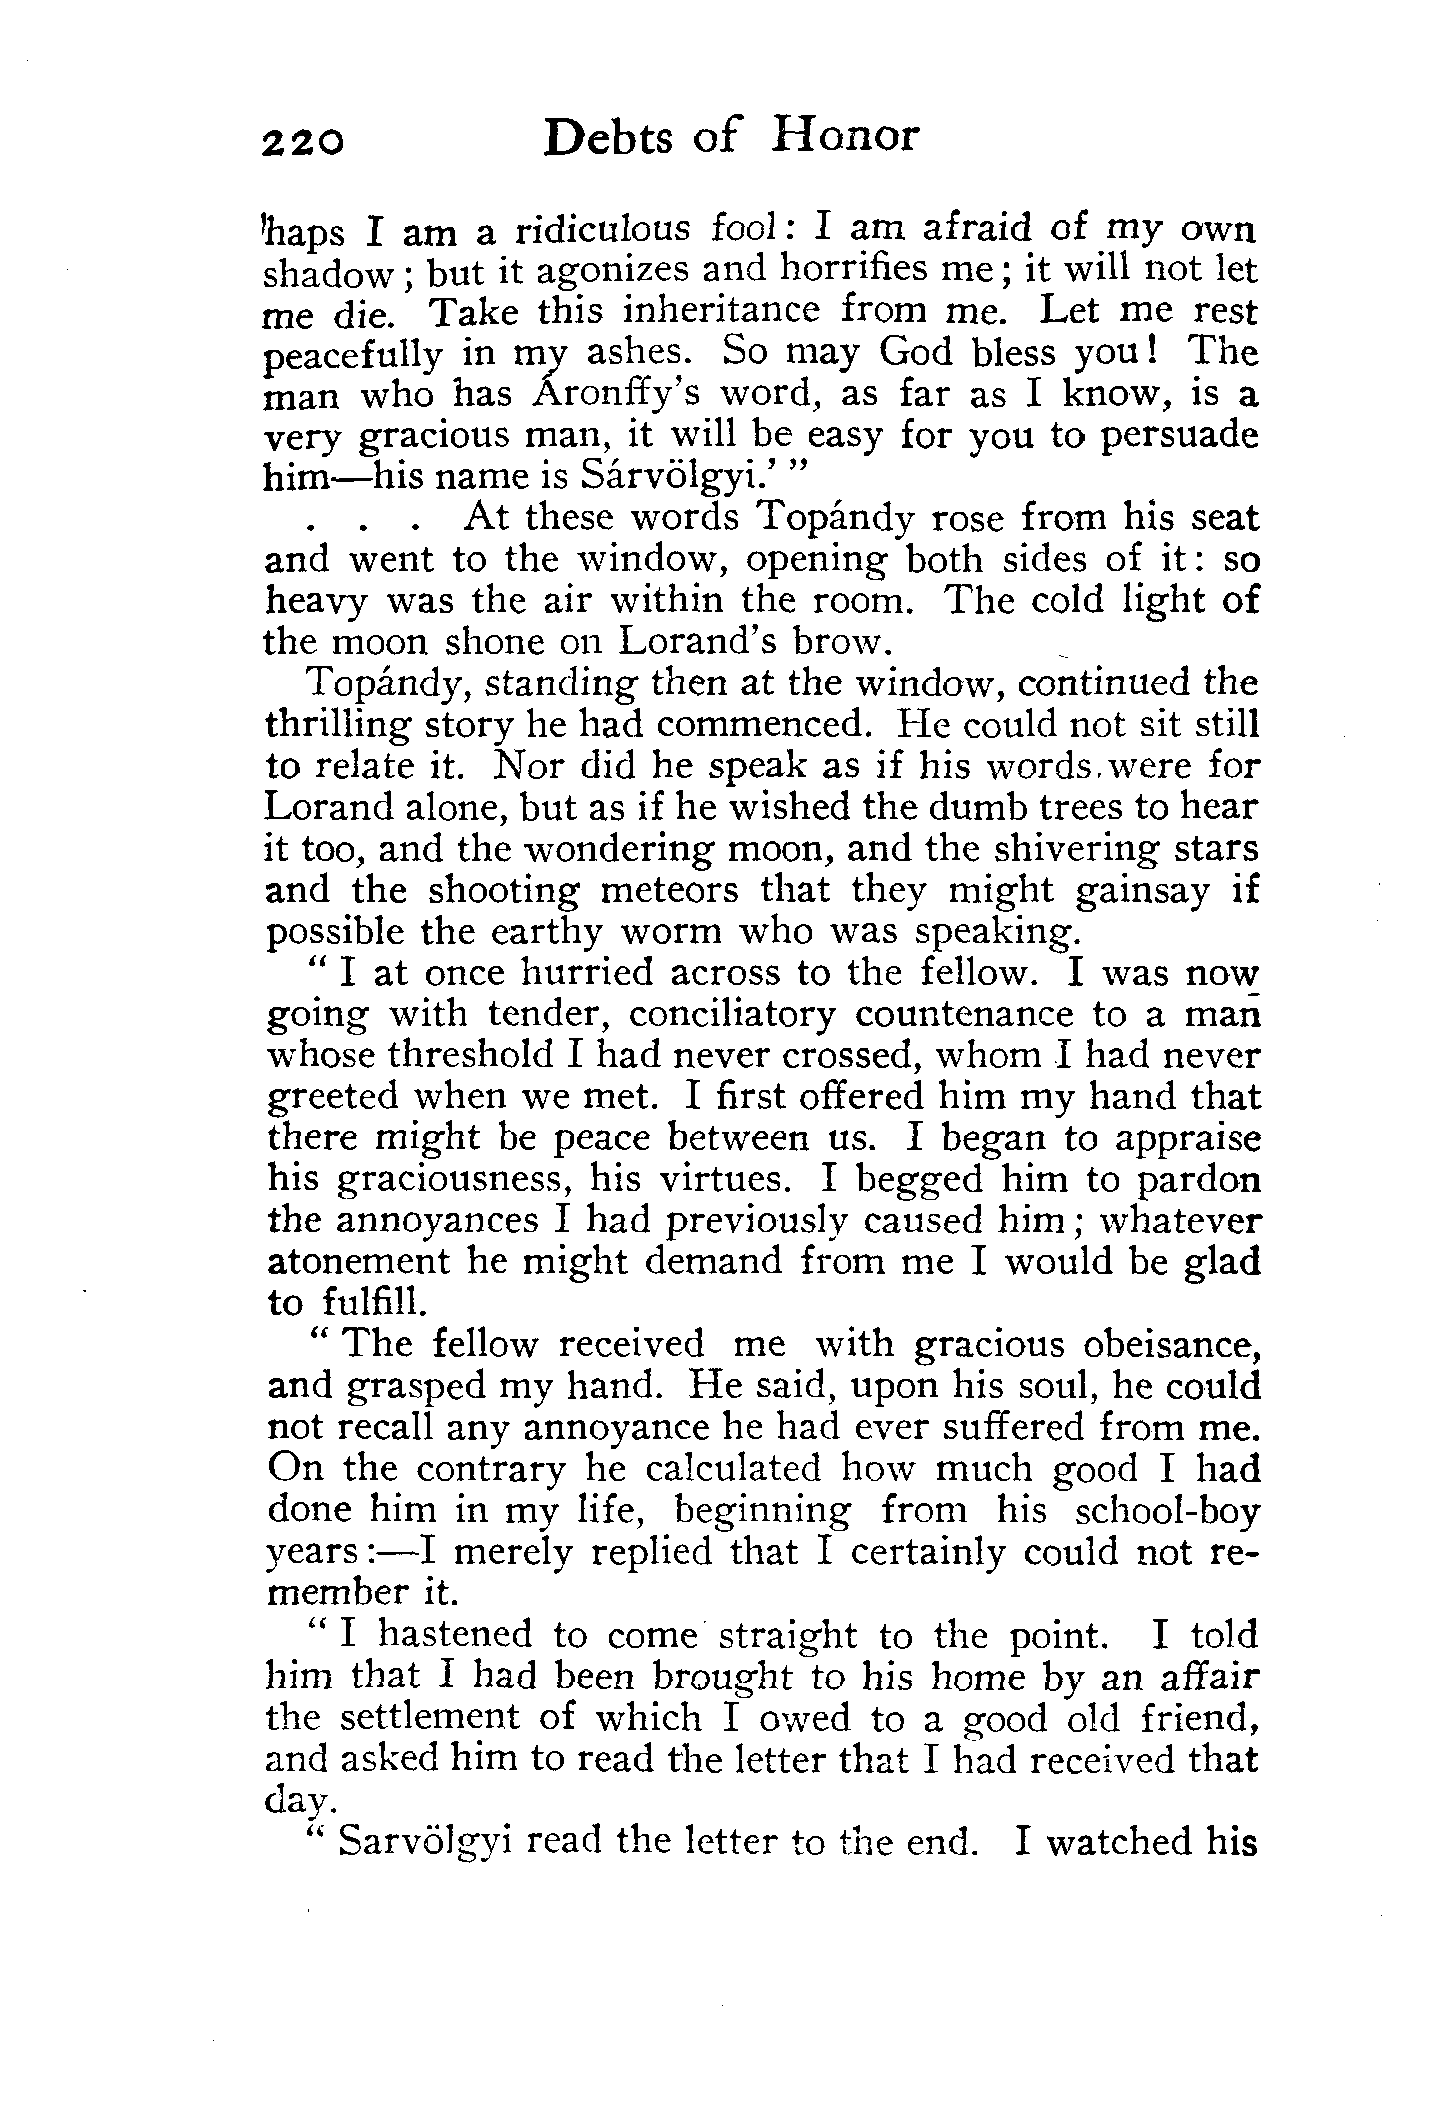 220 Debts of Honor
'haps I am a ridiculous fool: I am afraid of my own
shadow; but it agonizes and horrifies me; it will not let
me die. Take this inheritance from me. Let me rest
peacefully in my ashes. So may God bless you! The
man who has Áronffy's word, as far as I know, is a
very gracious man, it will be easy for you to persuade
him—his name is Sárvölgyi.' "
. . . At these words Topándy rose from his seat
and went to the window, opening both sides of it: so
heavy was the air within the room. The cold light of
the moon shone on Lorand's brow.
Topándy, standing then at the window, continued the
thrilling story he had commenced. He could not sit still
to relate it. Nor did he speak as if his words were for
Lorand alone, but as if he wished the dumb trees to hear
it too, and the wondering moon, and the shivering stars
and the shooting meteors that they might gainsay if
possible the earthy worm who was speaking.
" I at once hurried across to the fellow. I was now
going with tender, conciliatory countenance to a man
whose threshold I had never crossed, whom I had never
greeted when we met. I first offered him my hand that
there might be peace between us. I began to appraise
his graciousness, his virtues. I begged him to pardon
the annoyances I had previously caused him; whatever
atonement he might demand from me I would be glad
to fulfill.
" The fellow received me with gracious obeisance,
and grasped my hand. He said, upon his soul, he could
not recall any annoyance he had ever suffered from me.
On the contrary he calculated how much good I had
done him in my life, beginning from his school-boy
years:—I merely replied that I certainly could not re-
member it.
" I hastened to come straight to the point. I told
him that I had been brought to his home by an affair
the settlement of which I owed to a good old friend,
and asked him to read the letter that I had received that
day.
" Sarvölgyi read the letter to the end. I watched his